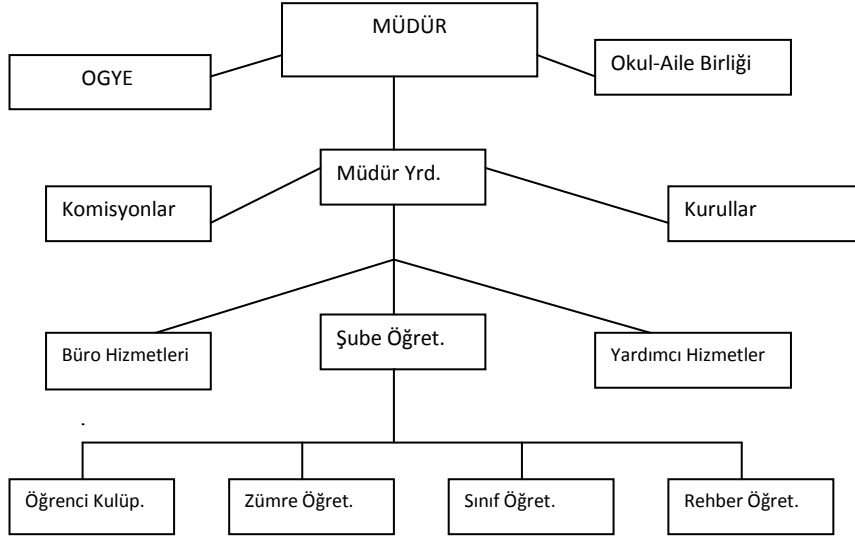 MÜDÜR
OGYE
Okul-Aile Birliği
Müdür Yrd.
Komisyonlar
Kurullar
Büro Hizmetleri
Şube Öğret.
Yardımcı Hizmetler
.
Öğrenci Kulüp.
Zümre Öğret.
Sınıf Öğret.
Rehber Öğret.